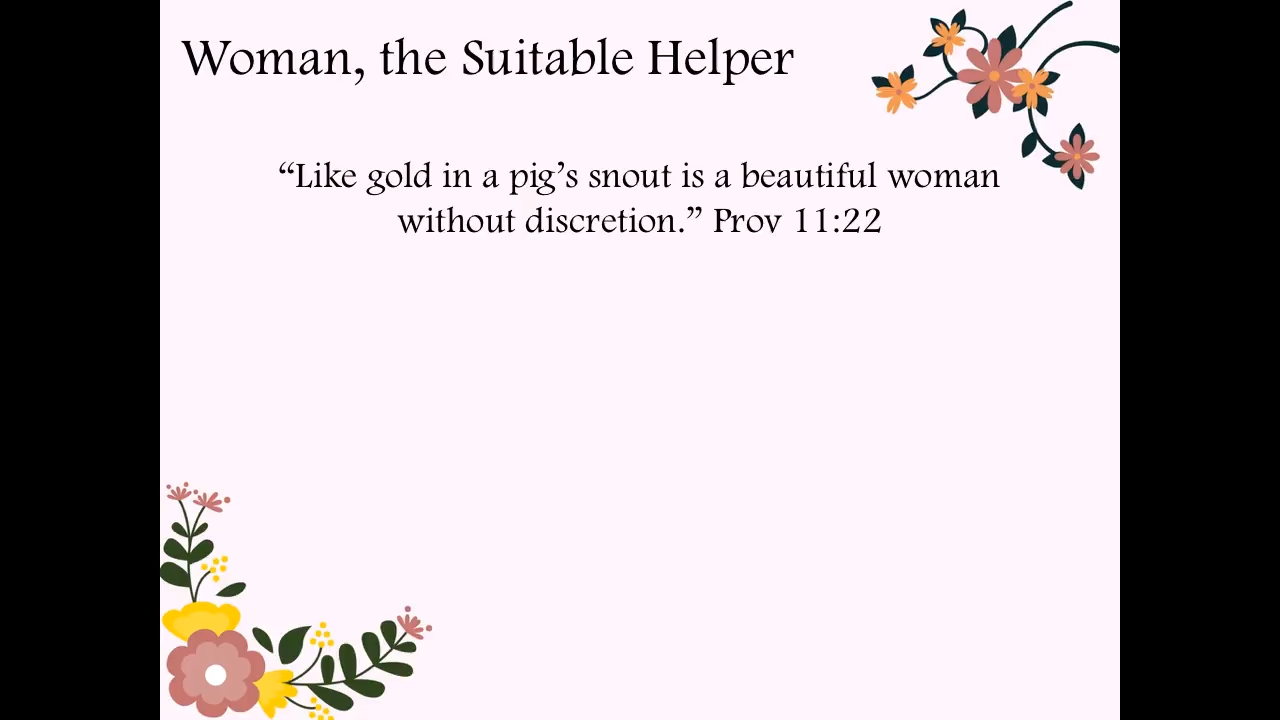 Woman, the Suitable Helper
“Like gold in a pig’s snout is a beautiful woman
without discretion.” Prov 11:22